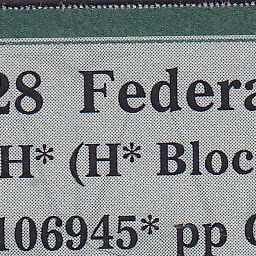 28 Federa
H* (H* Bloc
106945* pp